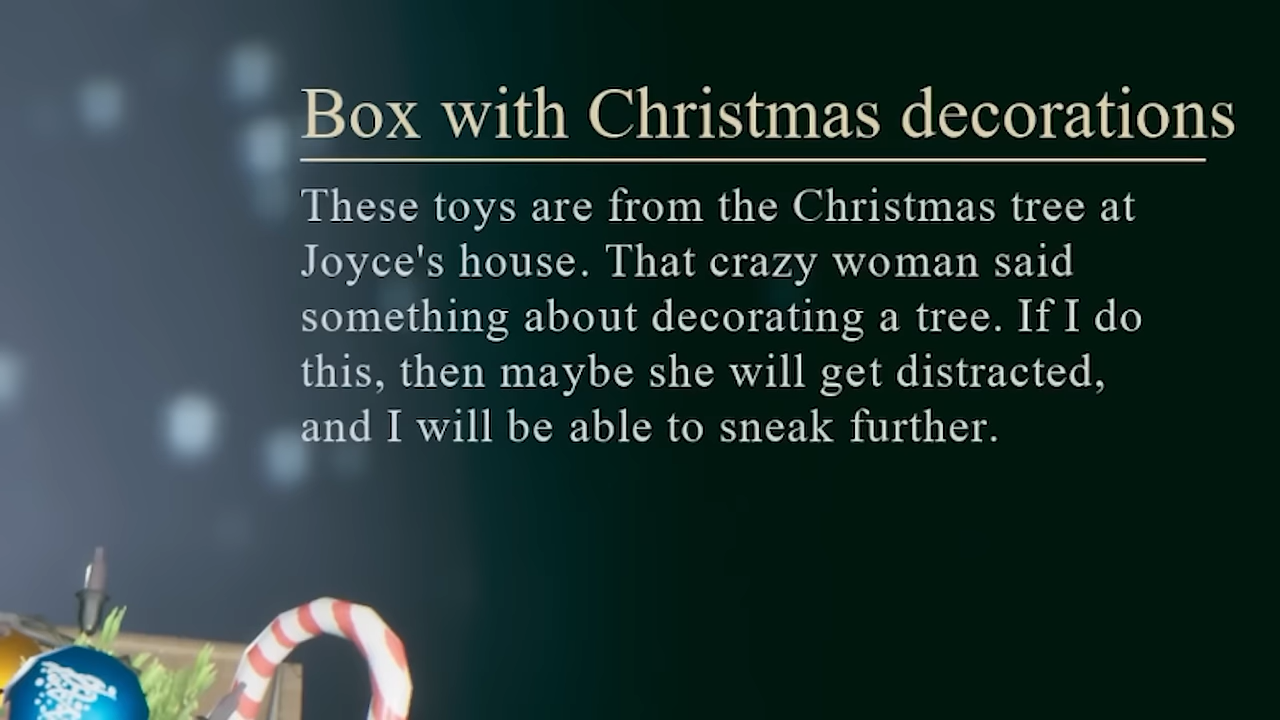 Box with Christmas decorations
These toys are from the Christmas tree at
Joyce's house. That crazy woman said
something about decorating a tree. If I do
this, then maybe she will get distracted,
and I will be able to sneak further.